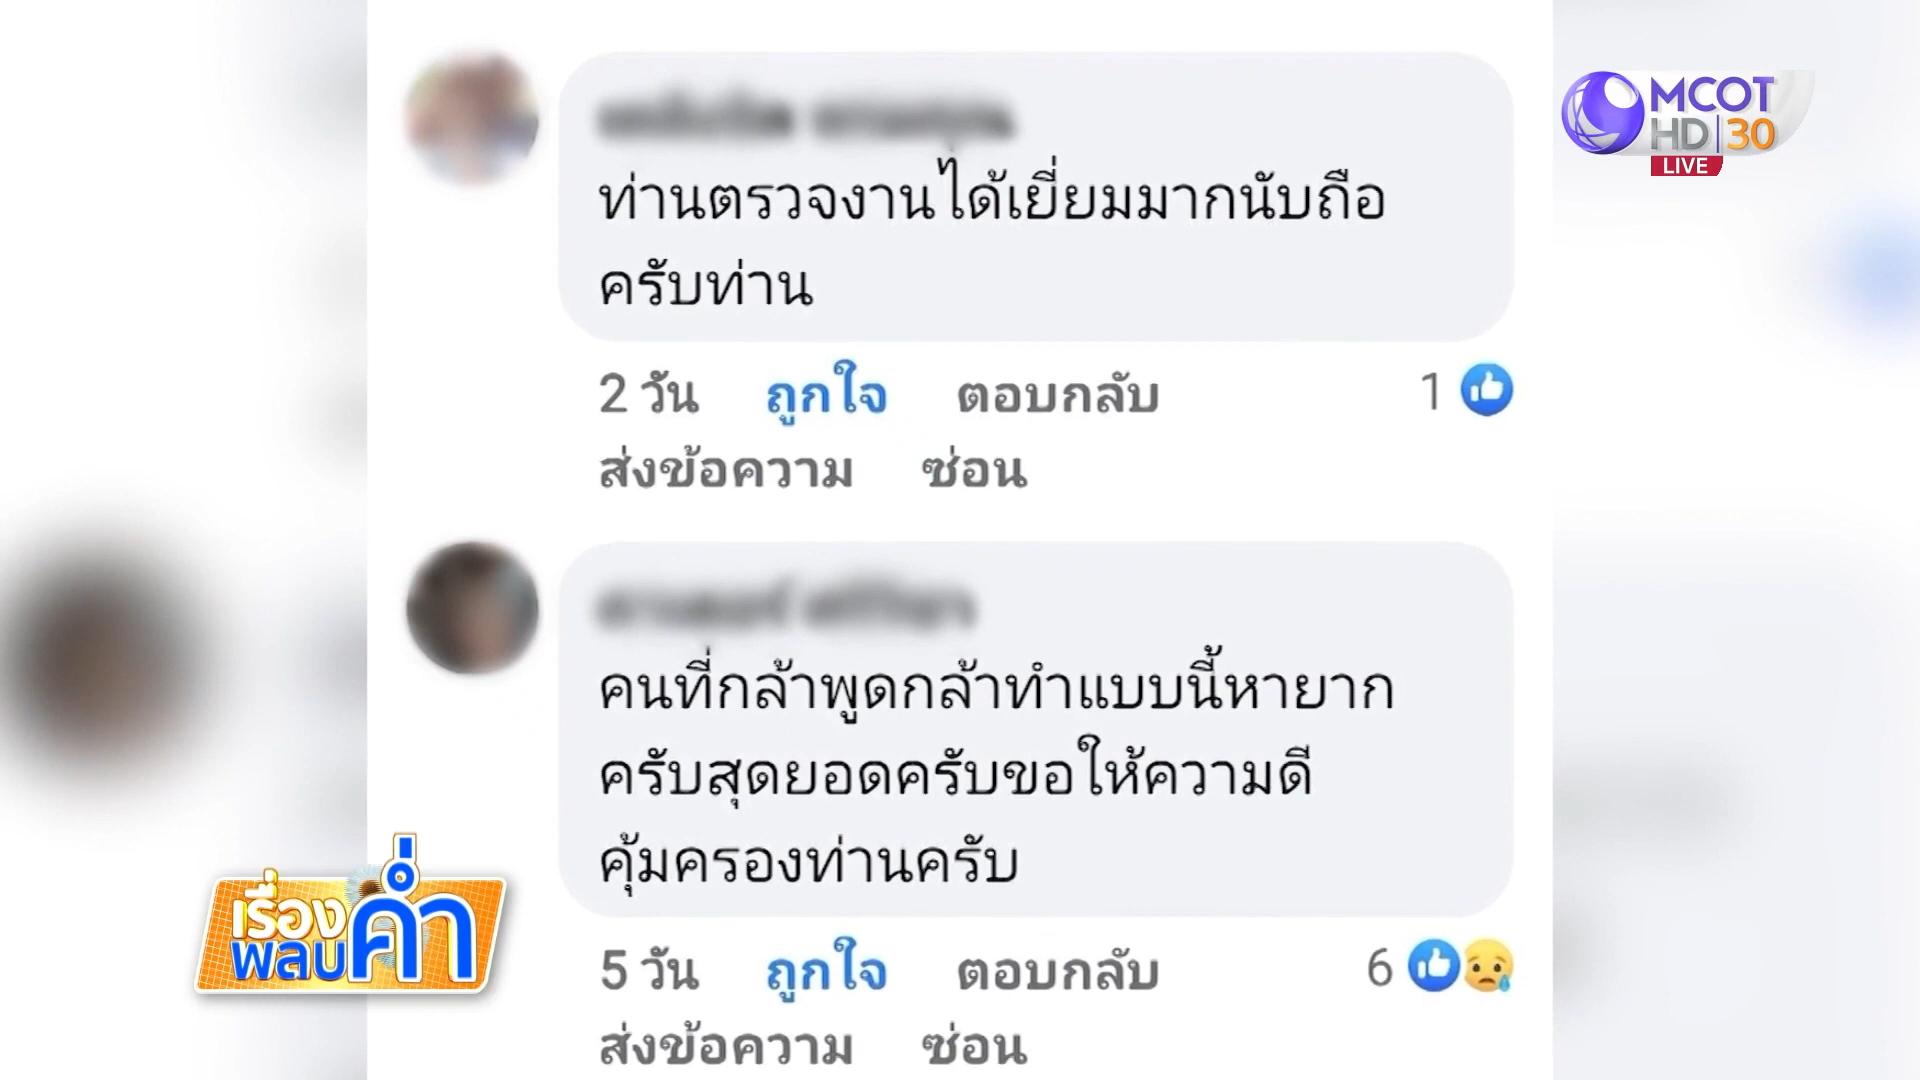 MCOT
HD 30
LIVE
ท่านตรวจงานได้เยี่ยมมากนับถือ
ครับท่าน
2 วัน ถูกใจ ตอบกลับ 1
ส่งข้อความ ซ่อน
คนที่กล้าพูดกล้าทำแบบนี้หายาก
ครับสุดยอดครับขอให้ความดี
คุ้มครองท่านครับ
5 วัน ถูกใจ ตอบกลับ 6
ส่งข้อความ ซ่อน
เรื่อง
พลบค่ำ